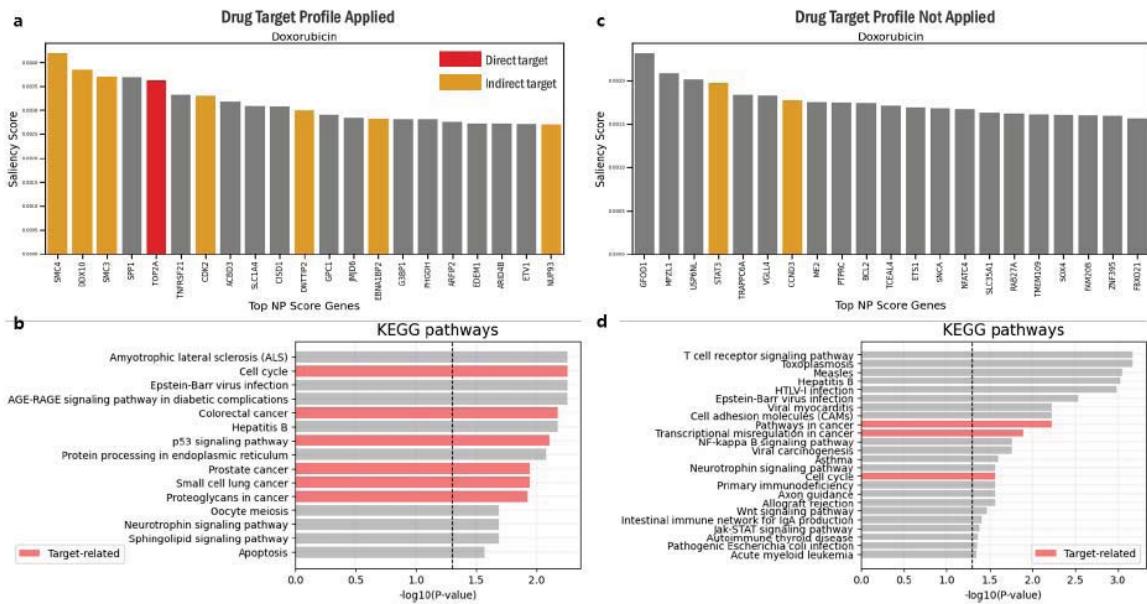 a
Drug Target Profile Applied
Doxorubicin
Direct target
Indirect target
Saliency Score
SMC4
DDX10
SMC3
SPP1
TOP2A
TNFRSF21
CDK2
ACBD3
SLC1A4
CISD1
DNTTIP2
GPC1
JMJD6
EBNA1BP2
G3BP1
PHGDH
ARFIP2
EDEM1
ARID4B
ETV1
NUP93
Top NP Score Genes
c
Drug Target Profile Not Applied
Doxorubicin
Saliency Score
GFOD1
MPZL1
USP6NL
STAT3
TRAPPC6A
VGLL4
CCND3
ME2
PTPRC
BCL2
TCEAL4
ETS1
SNCA
NFATC4
SLC35A1
RAB27A
TMEM109
SOX4
FAM20B
ZNF395
FBXO21
Top NP Score Genes
b
KEGG pathways
Amyotrophic lateral sclerosis (ALS)
Cell cycle
Epstein-Barr virus infection
AGE-RAGE signaling pathway in diabetic complications
Colorectal cancer
Hepatitis B
p53 signaling pathway
Protein processing in endoplasmic reticulum
Prostate cancer
Small cell lung cancer
Proteoglycans in cancer
Oocyte meiosis
Neurotrophin signaling pathway
Sphingolipid signaling pathway
Apoptosis
Target-related
0.0 0.5 1.0 1.5 2.0
-log10(P-value)
d
KEGG pathways
T cell receptor signaling pathway
Toxoplasmosis
Measles
Hepatitis B
HTLV-I infection
Epstein-Barr virus infection
Viral myocarditis
Cell adhesion molecules (CAMs)
Pathways in cancer
Transcriptional misregulation in cancer
NF-kappa B signaling pathway
Viral carcinogenesis
Asthma
Neurotrophin signaling pathway
Cell cycle
Primary immunodeficiency
Axon guidance
Allograft rejection
Wnt signaling pathway
Intestinal immune network for IgA production
Jak-STAT signaling pathway
Autoimmune thyroid disease
Pathogenic Escherichia coli infection
Acute myeloid leukemia
Target-related
0.0 0.5 1.0 1.5 2.0 2.5 3.0
-log10(P-value)